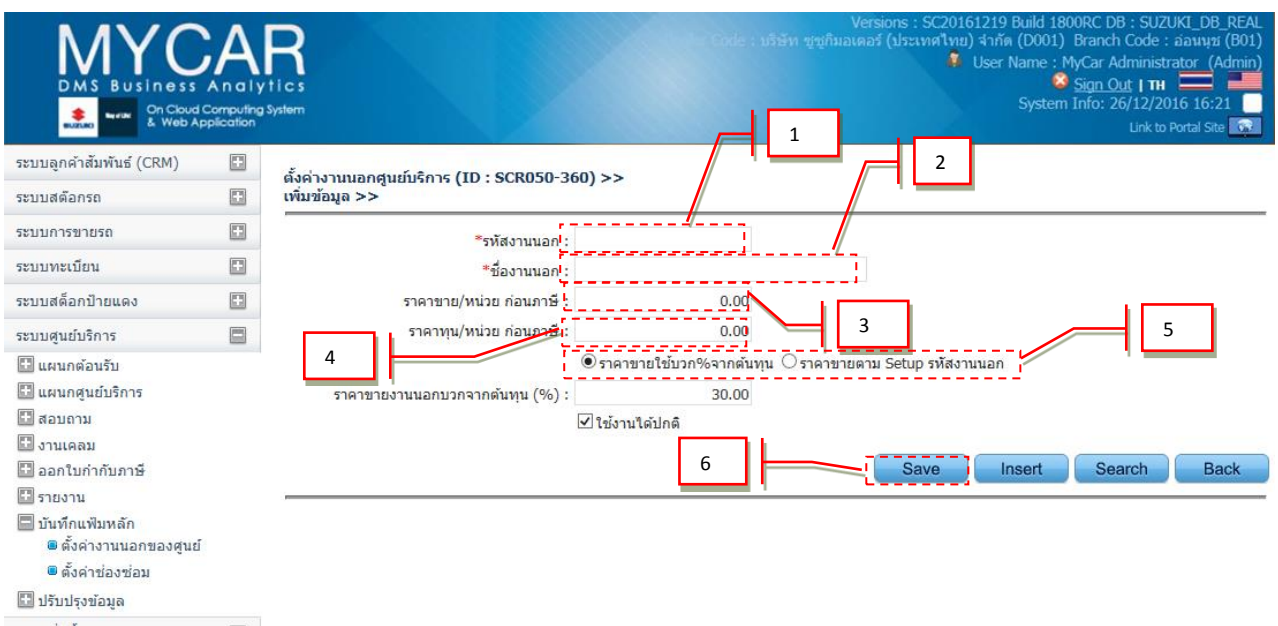 MYCAR
DMS Business Analytics
SUZUKI
On Cloud Computing System
& Web Application
Versions : SC20161219 Build 1800RC DB : SUZUKI_DB_REAL
Code : บริษัท ซูซูกิมอเตอร์ (ประเทศไทย) จำกัด (D001) Branch Code : อ่อนนุช (B01)
User Name : MyCar Administrator (Admin)
Sign Out | TH
System Info: 26/12/2016 16:21
Link to Portal Site
ระบบลูกค้าสัมพันธ์ (CRM)
ระบบสต๊อกรถ
ระบบการขายรถ
ระบบทะเบียน
ระบบสต็อกป้ายแดง
ระบบศูนย์บริการ
แผนกต้อนรับ
แผนกศูนย์บริการ
สอบถาม
งานเคลม
ออกใบกำกับภาษี
รายงาน
บันทึกแฟ้มหลัก
ตั้งค่างานนอกของศูนย์
ตั้งค่าช่องซ่อม
ปรับปรุงข้อมูล
ตั้งค่างานนอกศูนย์บริการ (ID : SCR050-360) >>
เพิ่มข้อมูล >>
1
2
*รหัสงานนอก :
*ชื่องานนอก :
ราคาขาย/หน่วย ก่อนภาษี : 0.00
3
ราคาทุน/หน่วย ก่อนภาษี : 0.00
4
5
ราคาขายใช้บวก%จากต้นทุน ราคาขายตาม Setup รหัสงานนอก
ราคาขายงานนอกบวกจากต้นทุน (%) : 30.00
ใช้งานได้ปกติ
6
Save Insert Search Back